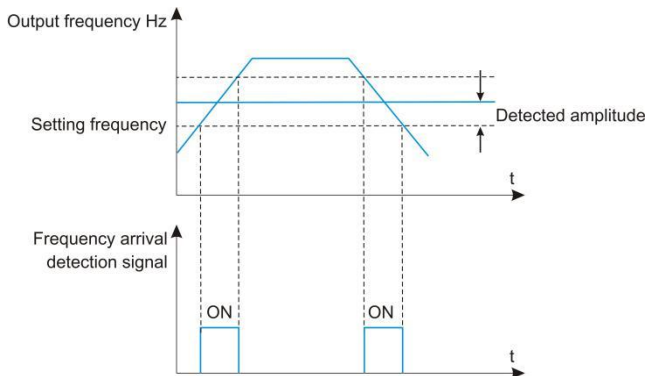 Output frequency Hz
Setting frequency
Detected amplitude
t
Frequency arrival
detection signal
ON
ON
t